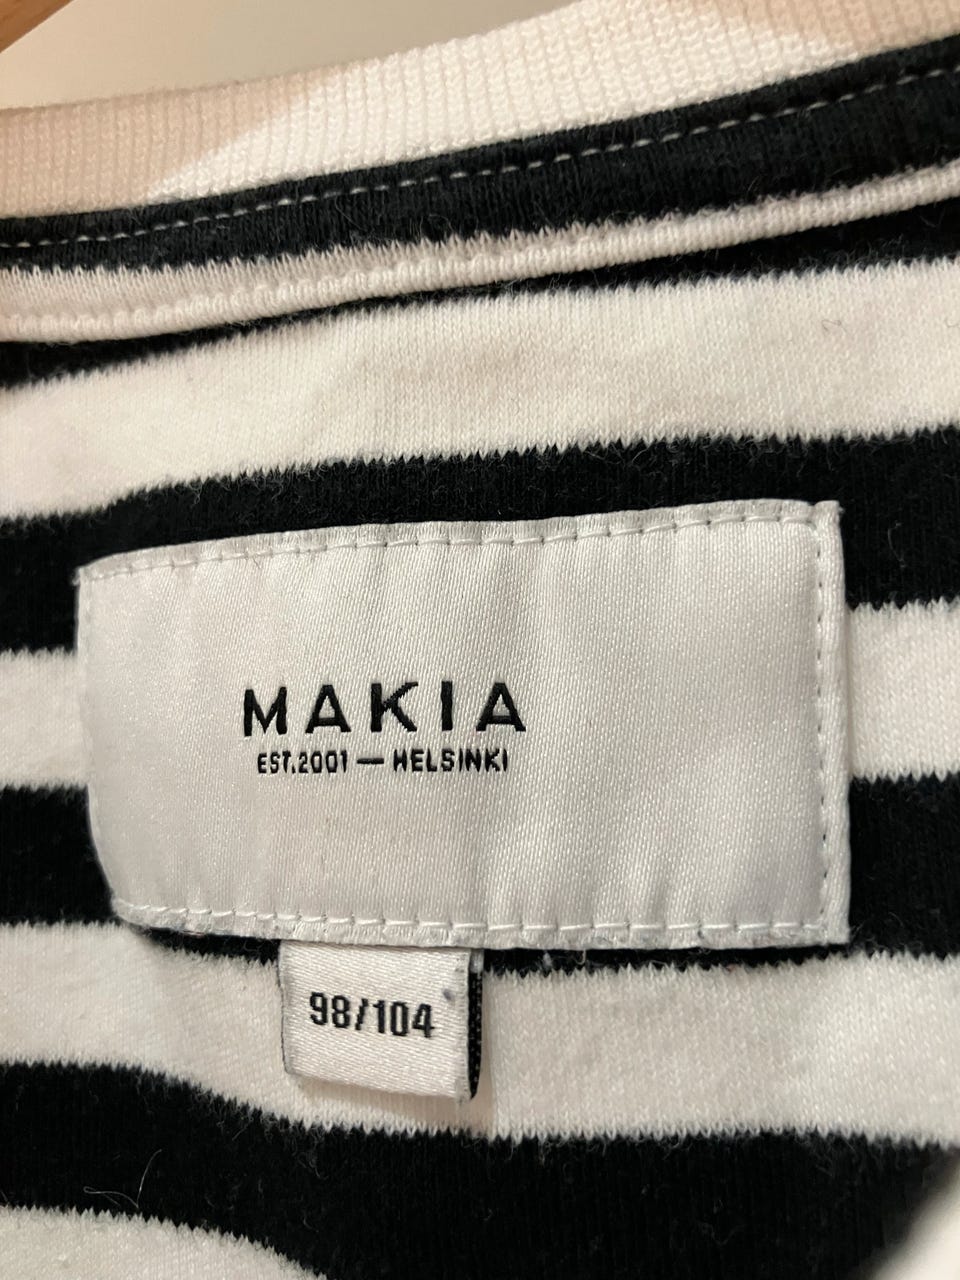 MAKIA
EST.2001 — HELSINKI
98/104